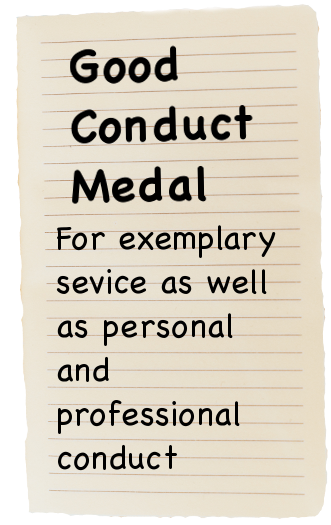 Good
Conduct
Medal
For exemplary
sevice as well
as personal
and
professional
conduct